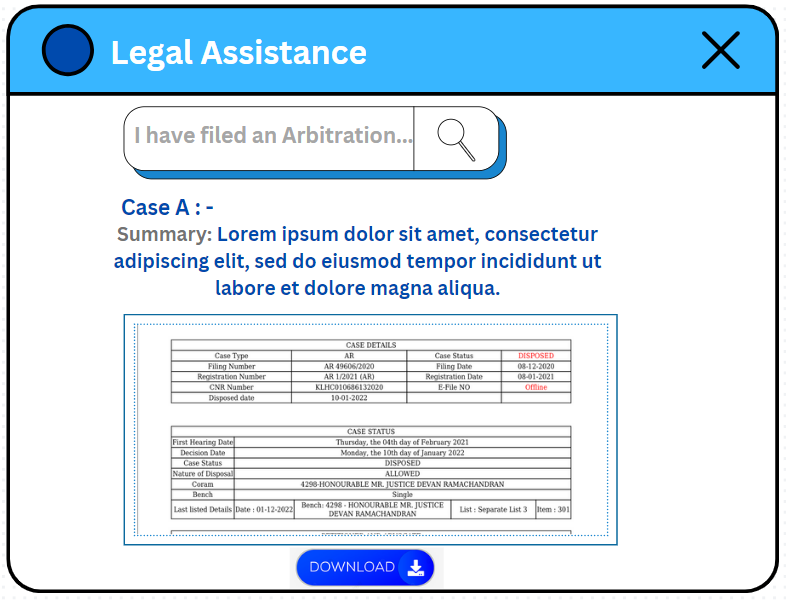 Legal Assistance
I have filed an Arbitration...
Case A : -
Summary: Lorem ipsum dolor sit amet, consectetur
adipiscing elit, sed do eiusmod tempor incididunt ut
labore et dolore magna aliqua.
CASE DETAILS
Case Type AR Case Status DISPOSED
Filing Number AR 49606/2020 Filing Date 08-12-2020
Registration Number AR 1/2021 (AR) Registration Date 08-01-2021
CNR Number KLHC010686132020 E-File NO Offline
Disposed date 10-01-2022
CASE STATUS
First Hearing Date Thursday, the 04th day of February 2021
Decision Date Monday, the 10th day of January 2022
Case Status DISPOSED
Nature of Disposal ALLOWED
Coram 4298-HONOURABLE MR. JUSTICE DEVAN RAMACHANDRAN
Bench Single
Last listed Details Date : 01-12-2022 Bench: 4298 - HONOURABLE MR. JUSTICE
DEVAN RAMACHANDRAN List : Separate List 3 Item : 301
DOWNLOAD